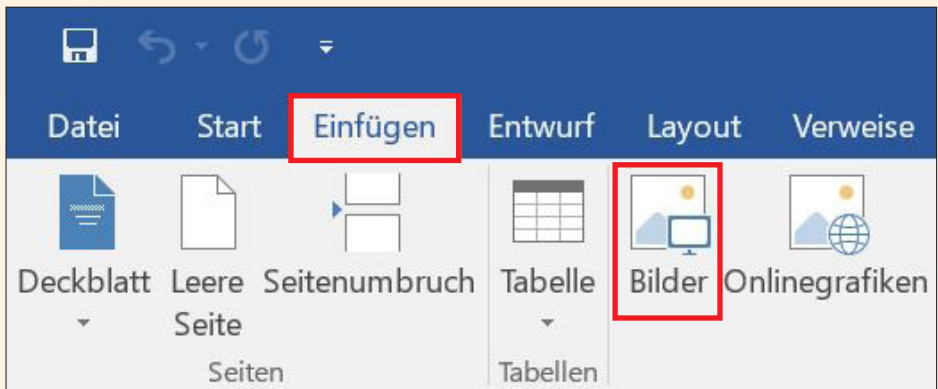 Datei Start Einfügen Entwurf Layout Verweise
Deckblatt Leere Seite Seitenumbruch Tabelle Bilder Onlinegrafiken
Seiten Tabellen